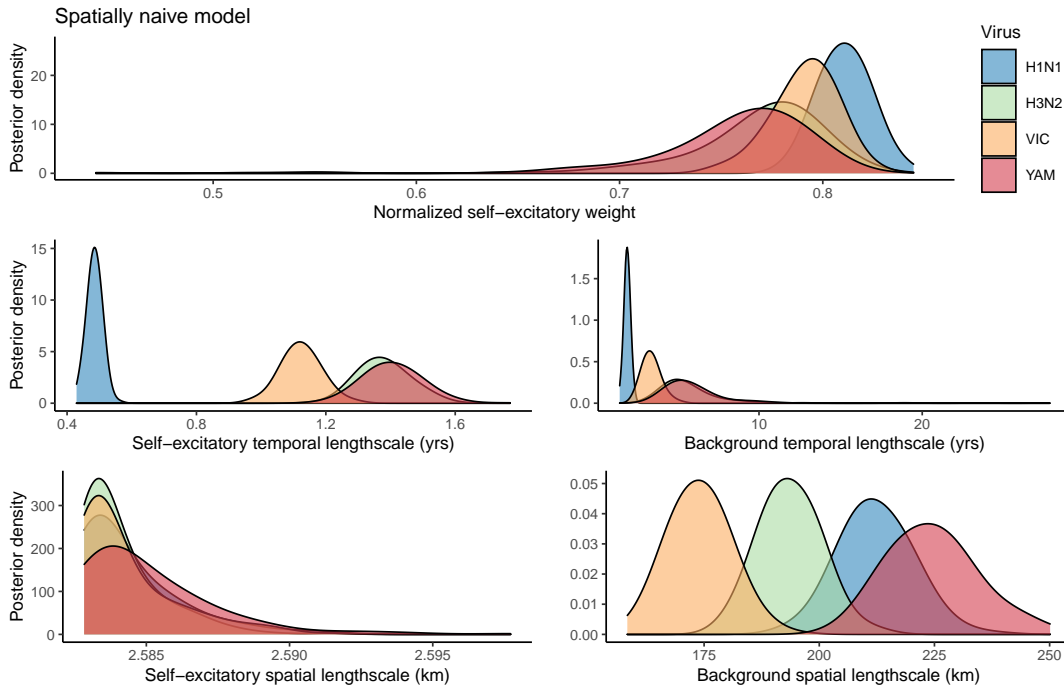 Spatially naive model
Posterior density
20
10
0
0.5 0.6 0.7 0.8
Normalized self−excitatory weight
Virus
H1N1
H3N2
VIC
YAM
Posterior density
15
10
5
0
0.4 0.8 1.2 1.6
Self−excitatory temporal lengthscale (yrs)
1.5
1.0
0.5
0.0
10 20
Background temporal lengthscale (yrs)
Posterior density
300
200
100
0
2.585 2.590 2.595
Self−excitatory spatial lengthscale (km)
0.05
0.04
0.03
0.02
0.01
0.00
175 200 225 250
Background spatial lengthscale (km)